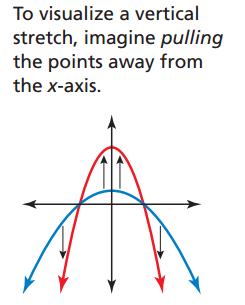 To visualize a vertical
stretch, imagine pulling
the points away from
the x-axis.